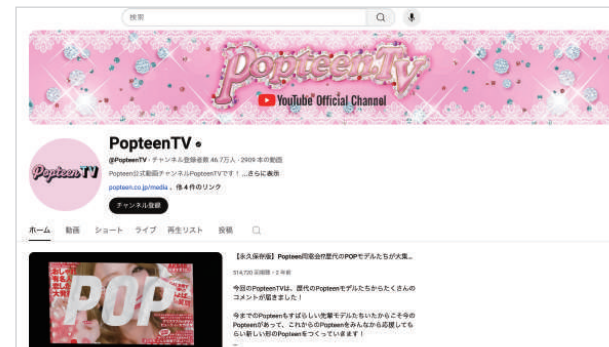 検索
PopteenTV
YouTube Official Channel
PopteenTV
PopteenTV
@PopteenTV・チャンネル登録者数 46.7万人・2909 本の動画
Popteen公式動画チャンネルPopteenTVです！ ...さらに表示
popteen.co.jp/media 、他 4 件のリンク
チャンネル登録
ホーム 動画 ショート ライブ 再生リスト 投稿
【永久保存版】Popteen同窓会!?歴代のPOPモデルたちが大集...
回視聴・2 年前
今回のPopteenTVは、歴代のPopteenモデルたちからたくさんの
コメントが届きました！
今までのPopteenもすばらしい先輩モデルたちいたからこそ今の
Popteenがあって、これからのPopteenをみんなから応援しても
らい新しい形のPopteenをつくっていきます！
POP